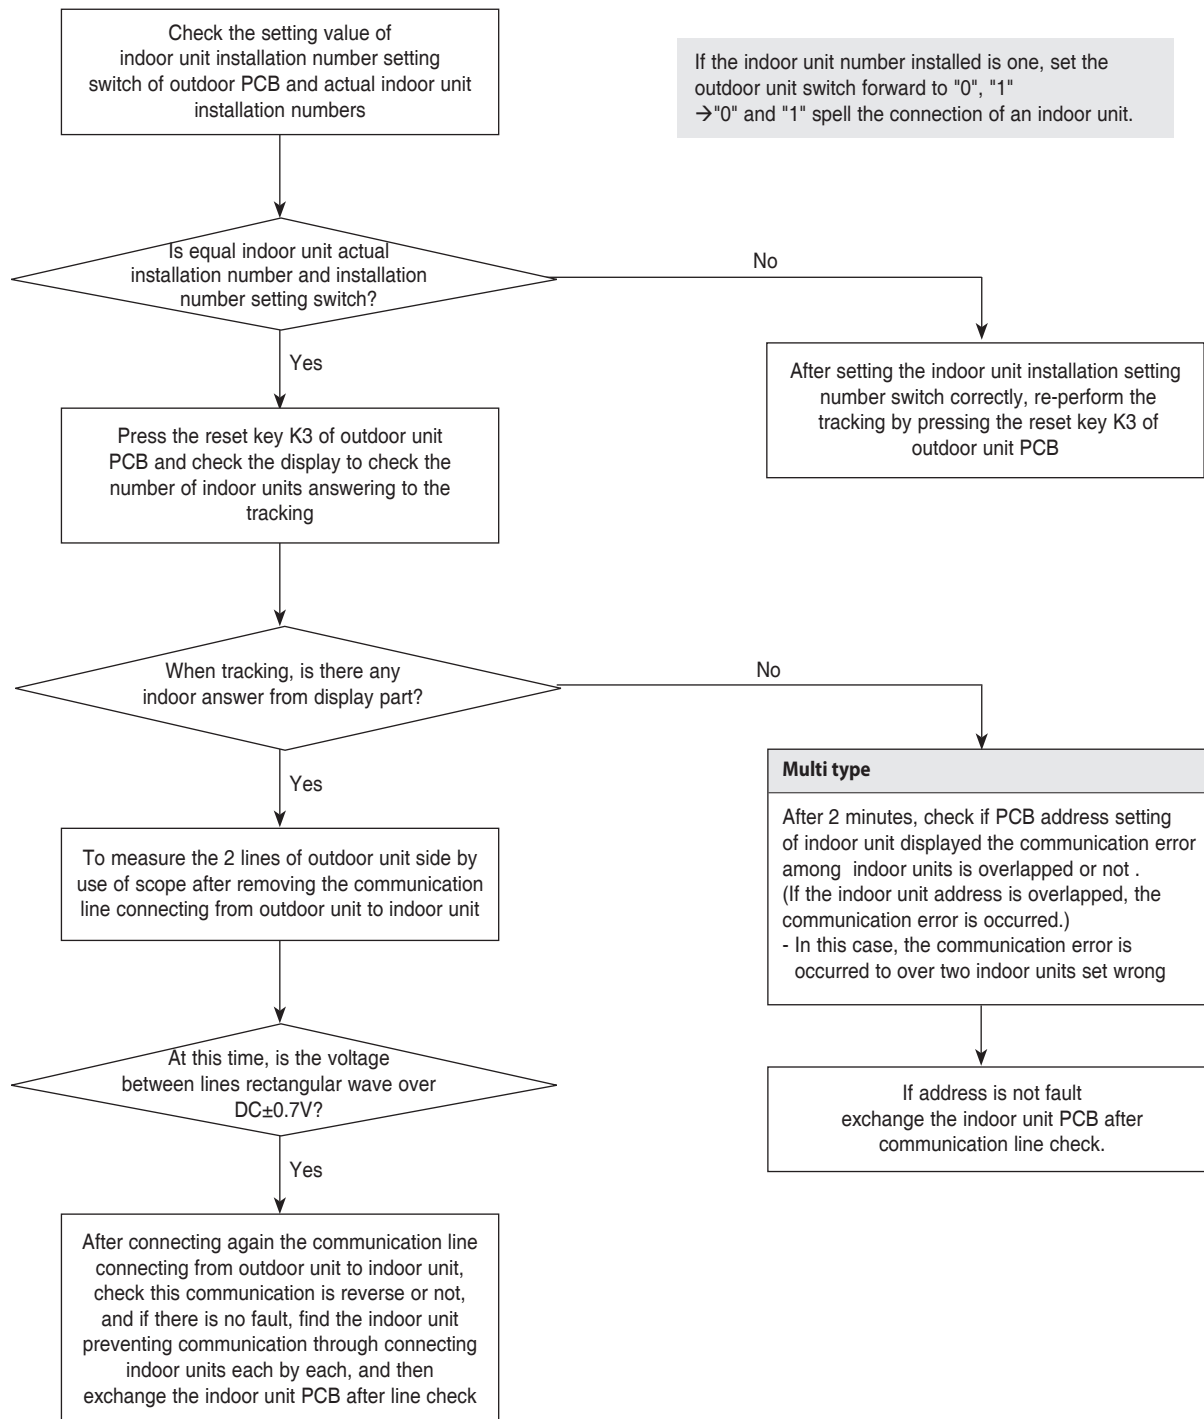 Check the setting value of
indoor unit installation number setting
switch of outdoor PCB and actual indoor unit
installation numbers
If the indoor unit number installed is one, set the
outdoor unit switch forward to "0", "1"
→"0" and "1" spell the connection of an indoor unit.
Is equal indoor unit actual
installation number and installation
number setting switch?
No
Yes
After setting the indoor unit installation setting
number switch correctly, re-perform the
tracking by pressing the reset key K3 of
outdoor unit PCB
Press the reset key K3 of outdoor unit
PCB and check the display to check the
number of indoor units answering to the
tracking
When tracking, is there any
indoor answer from display part?
No
Yes
Multi type
After 2 minutes, check if PCB address setting
of indoor unit displayed the communication error
among indoor units is overlapped or not .
(If the indoor unit address is overlapped, the
communication error is occurred.)
- In this case, the communication error is
occurred to over two indoor units set wrong
To measure the 2 lines of outdoor unit side by
use of scope after removing the communication
line connecting from outdoor unit to indoor unit
At this time, is the voltage
between lines rectangular wave over
DC±0.7V?
Yes
If address is not fault
exchange the indoor unit PCB after
communication line check.
After connecting again the communication line
connecting from outdoor unit to indoor unit,
check this communication is reverse or not,
and if there is no fault, find the indoor unit
preventing communication through connecting
indoor units each by each, and then
exchange the indoor unit PCB after line check